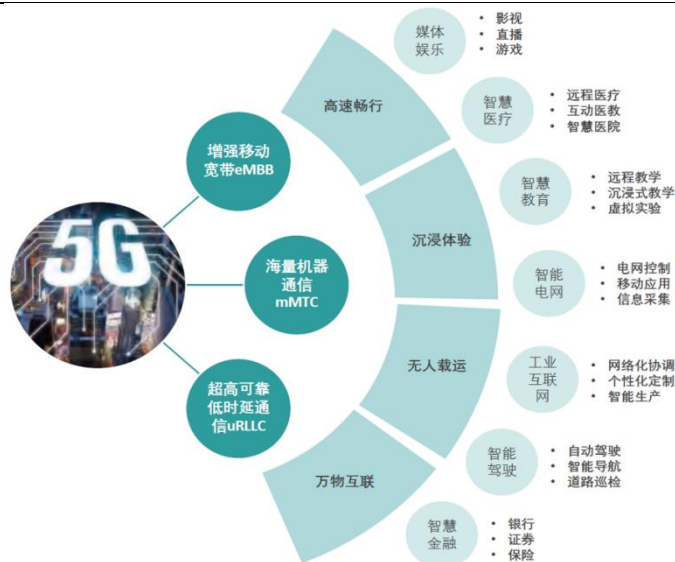 5G
增强移动
宽带eMBB
海量机器
通信
mMTC
超高可靠
低时延通
信uRLLC
高速畅行
沉浸体验
无人载运
万物互联
媒体
娱乐
• 影视
• 直播
• 游戏
智慧
医疗
• 远程医疗
• 互动医教
• 智慧医院
智慧
教育
• 远程教学
• 沉浸式教学
• 虚拟实验
智能
电网
• 电网控制
• 移动应用
• 信息采集
工业
互联
网
• 网络化协调
• 个性化定制
• 智能生产
智能
驾驶
• 自动驾驶
• 智能导航
• 道路巡检
智慧
金融
• 银行
• 证券
• 保险